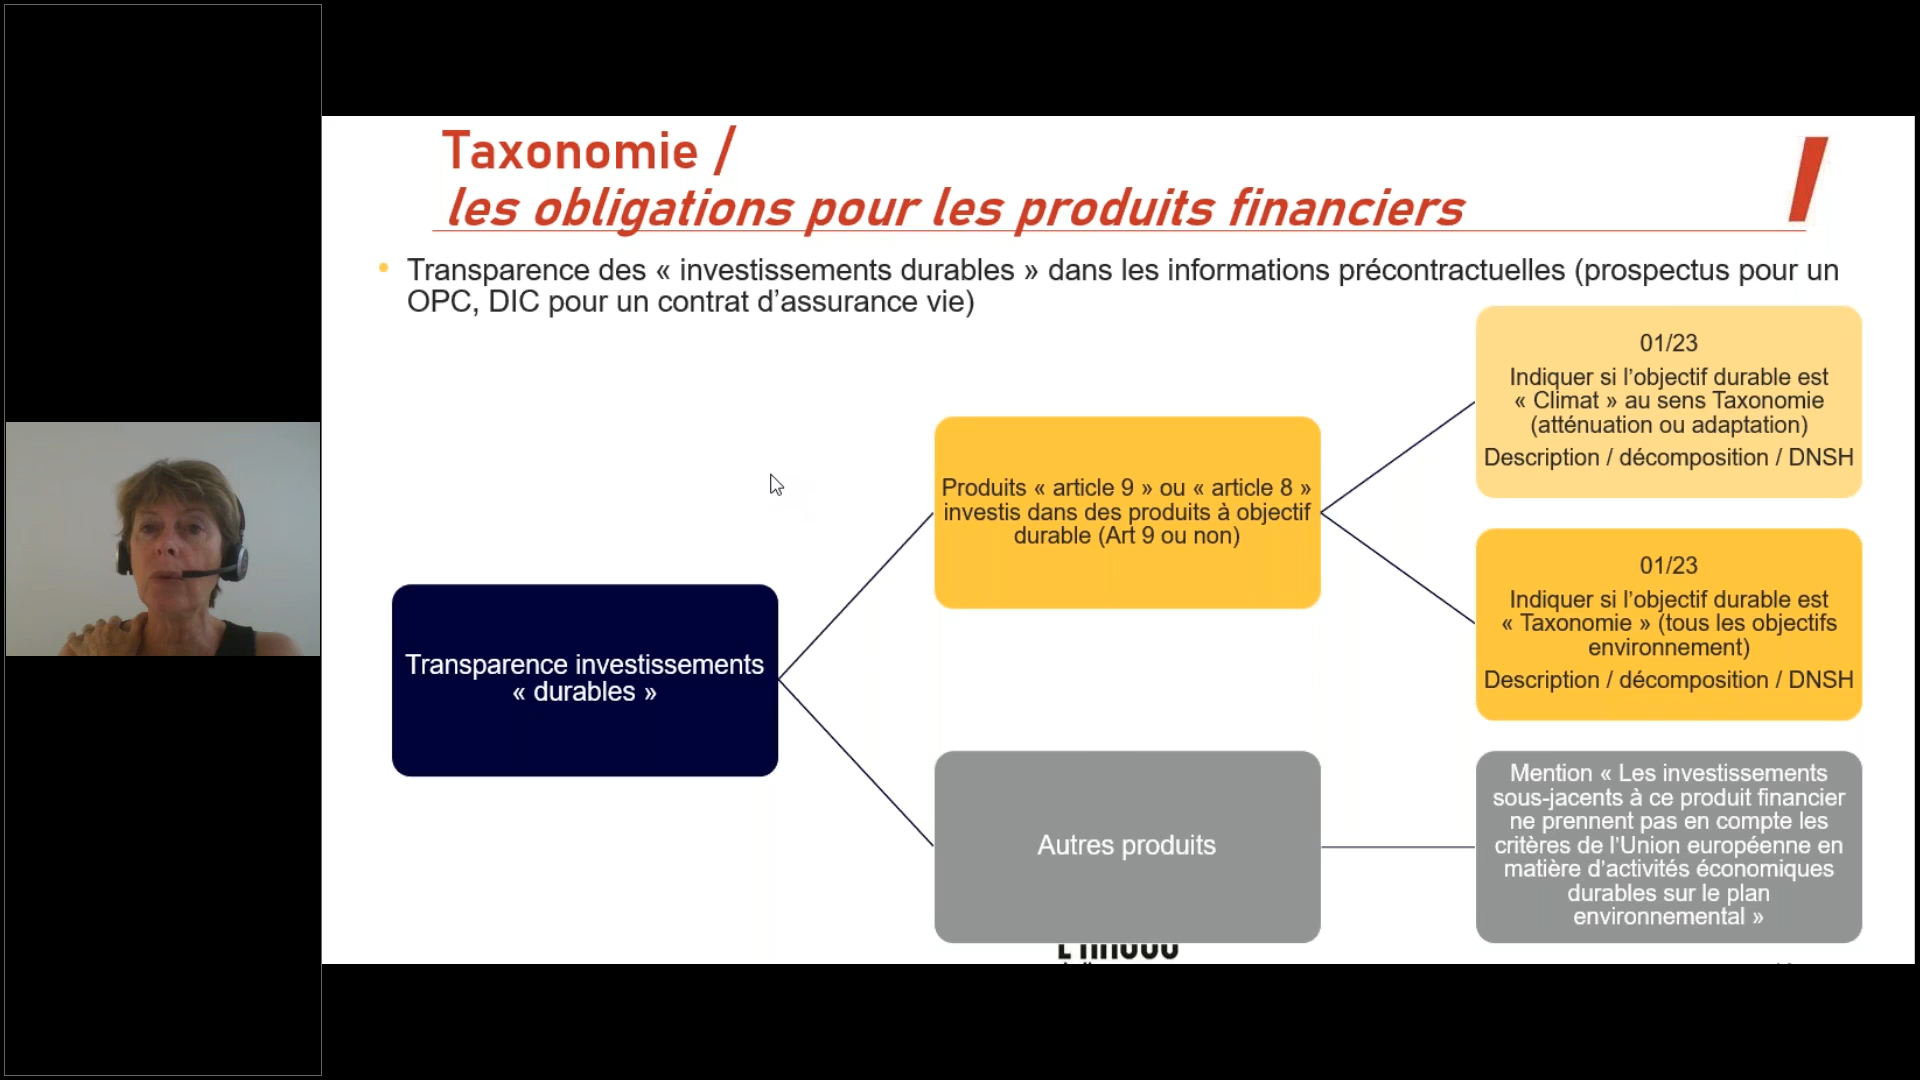 Taxonomie /
les obligations pour les produits financiers
• Transparence des « investissements durables » dans les informations précontractuelles (prospectus pour un
OPC, DIC pour un contrat d’assurance vie)
Transparence investissements
« durables »
Produits « article 9 » ou « article 8 »
investis dans des produits à objectif
durable (Art 9 ou non)
01/23
Indiquer si l’objectif durable est
« Climat » au sens Taxonomie
(atténuation ou adaptation)
Description / décomposition / DNSH
01/23
Indiquer si l’objectif durable est
« Taxonomie » (tous les objectifs
environnement)
Description / décomposition / DNSH
Autres produits
Mention « Les investissements
sous-jacents à ce produit financier
ne prennent pas en compte les
critères de l’Union européenne en
matière d’activités économiques
durables sur le plan
environnemental »